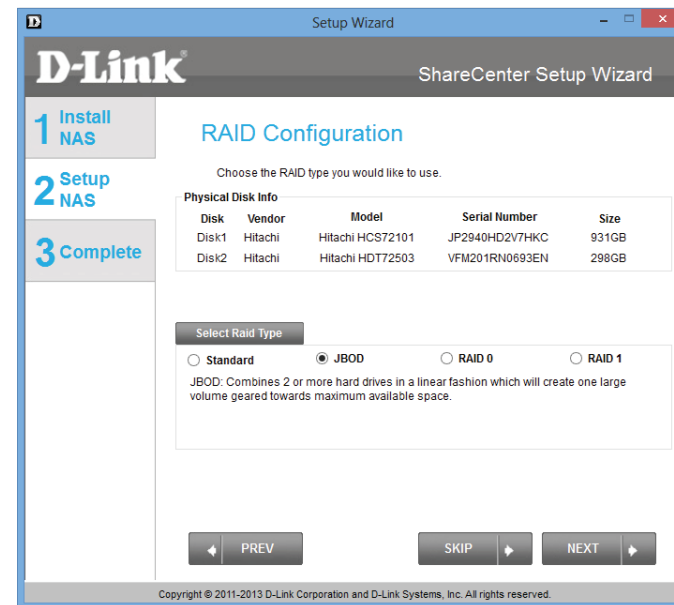 Setup Wizard
D-Link
ShareCenter Setup Wizard
1 Install NAS
2 Setup NAS
3 Complete
RAID Configuration
Choose the RAID type you would like to use.
Physical Disk Info
Disk Vendor Model Serial Number Size
Disk1 Hitachi Hitachi HCS72101 JP2940HD2V7HKC 931GB
Disk2 Hitachi Hitachi HDT72503 VFM201RN0693EN 298GB
Select Raid Type
Standard JBOD RAID 0 RAID 1
JBOD: Combines 2 or more hard drives in a linear fashion which will create one large
volume geared towards maximum available space.
PREV SKIP NEXT
Copyright © 2011-2013 D-Link Corporation and D-Link Systems, Inc. All rights reserved.